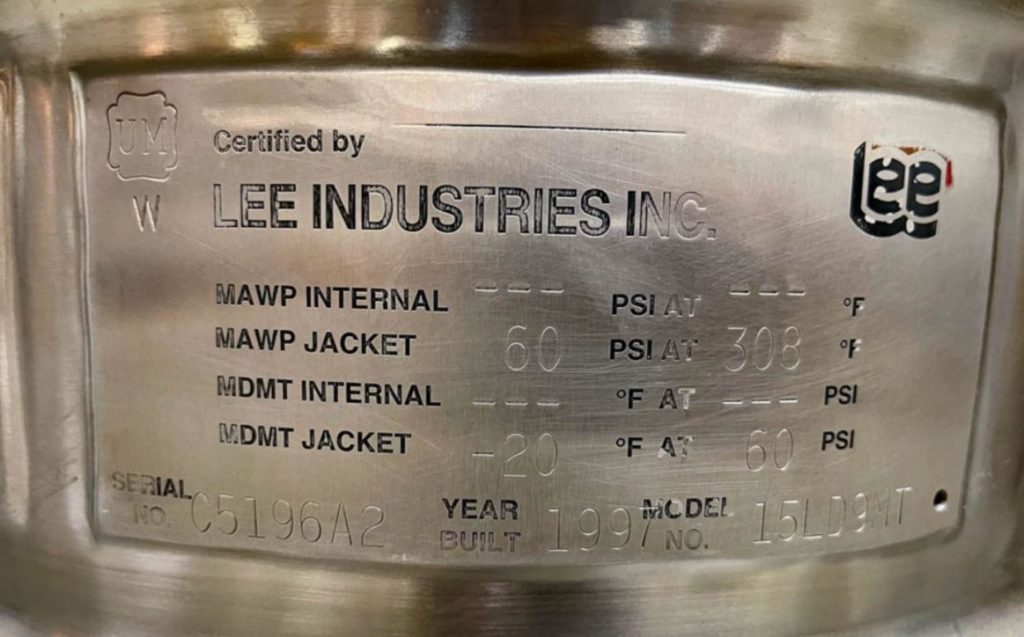 UM
W
Certified by
LEE INDUSTRIES INC.
Lee
MAWP INTERNAL --- PSI AT --- °F
MAWP JACKET 60 PSI AT 308 °F
MDMT INTERNAL --- °F AT --- PSI
MDMT JACKET -20 °F AT 60 PSI
SERIAL NO. C5196A2 YEAR BUILT 1997 MODEL NO. 15LD9MT